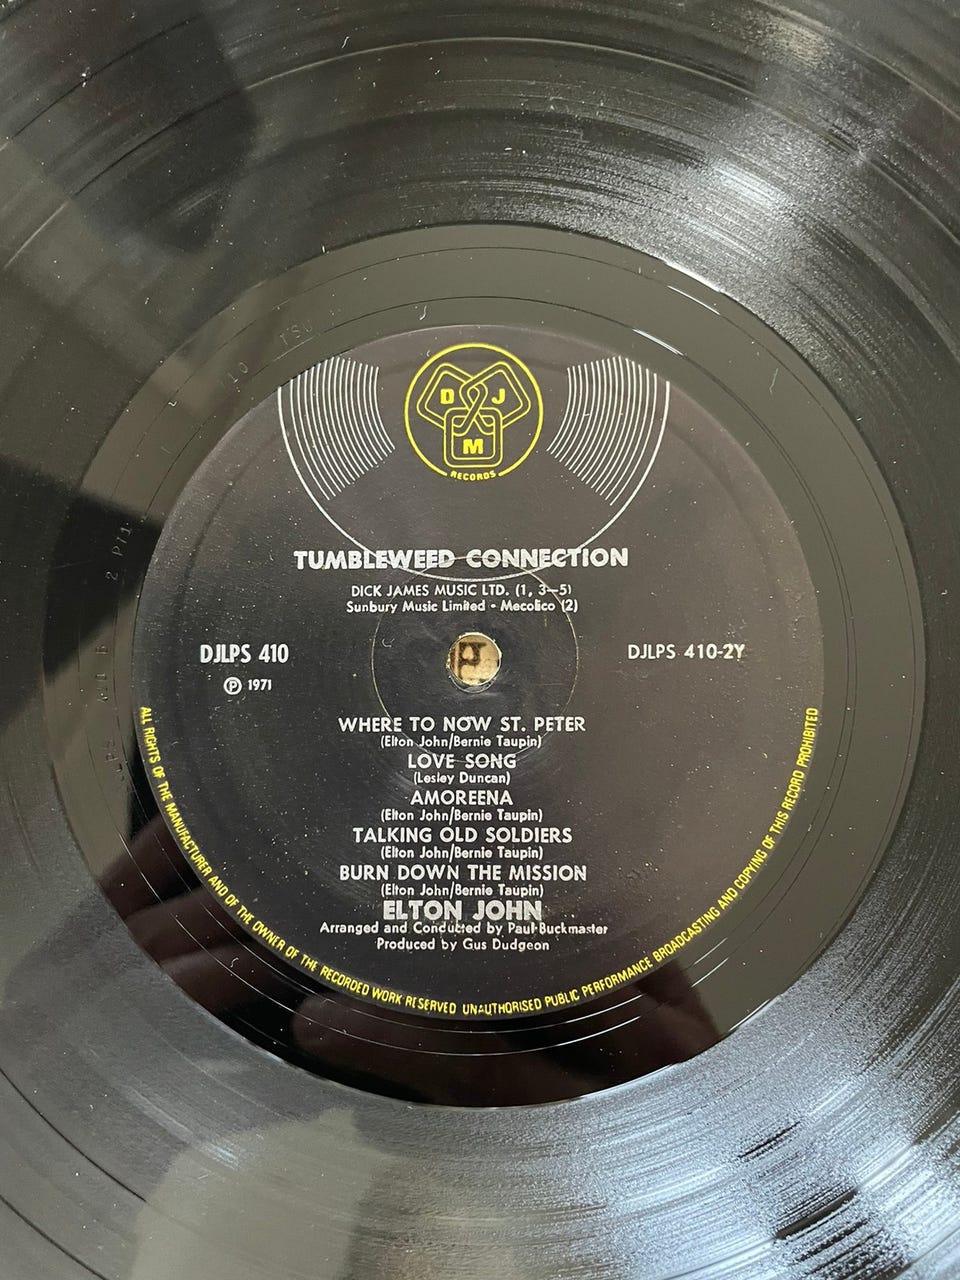 D J
M
RECORDS
TUMBLEWEED CONNECTION
DICK JAMES MUSIC LTD. (1, 3—5)
Sunbury Music Limited - Mecolico (2)
DJLPS 410
DJLPS 410-2Y
Ⓟ 1971
WHERE TO NOW ST. PETER
(Elton John/Bernie Taupin)
LOVE SONG
(Lesley Duncan)
AMOREENA
(Elton John/Bernie Taupin)
TALKING OLD SOLDIERS
(Elton John/Bernie Taupin)
BURN DOWN THE MISSION
(Elton John/Bernie Taupin)
ELTON JOHN
Arranged and Conducted by Paul Buckmaster
Produced by Gus Dudgeon
ALL RIGHTS OF THE MANUFACTURER AND OF THE OWNER OF THE RECORDED WORK RESERVED UNAUTHORISED PUBLIC PERFORMANCE BROADCASTING AND COPYING OF THIS RECORD PROHIBITED